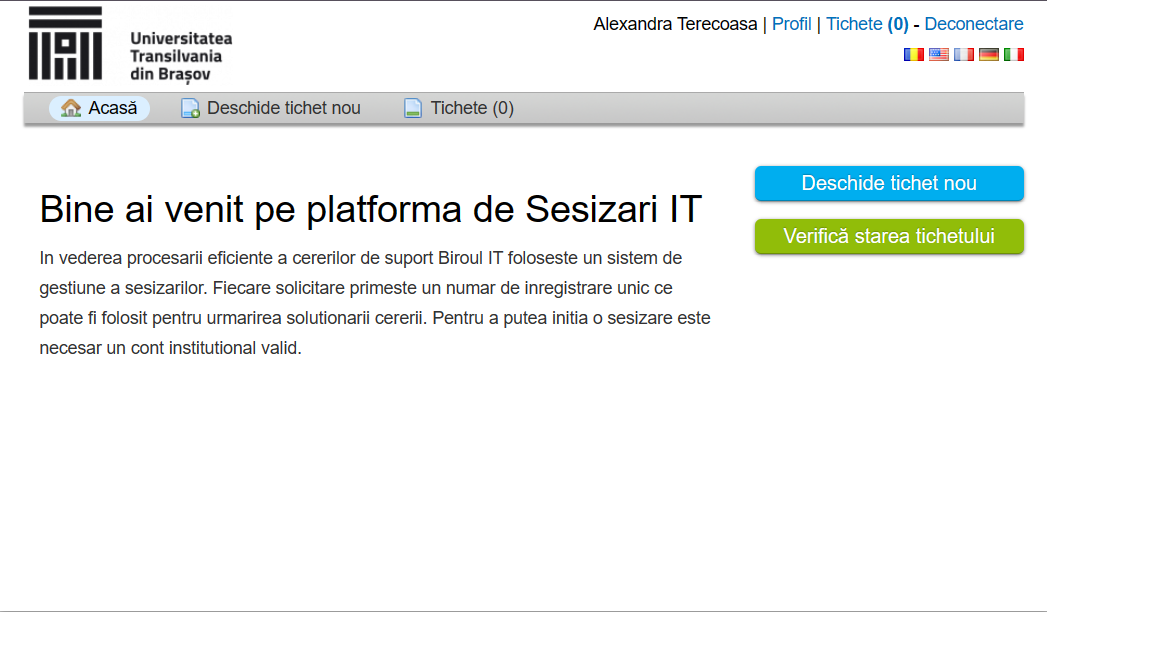 Universitatea
Transilvania
din Brașov
Alexandra Terecoasa | Profil | Tichete (0) - Deconectare
Acasă Deschide tichet nou Tichete (0)
Bine ai venit pe platforma de Sesizari IT
In vederea procesarii eficiente a cererilor de suport Biroul IT foloseste un sistem de
gestiune a sesizarilor. Fiecare solicitare primeste un numar de inregistrare unic ce
poate fi folosit pentru urmarirea solutionarii cererii. Pentru a putea initia o sesizare este
necesar un cont institutional valid.
Deschide tichet nou
Verifică starea tichetului